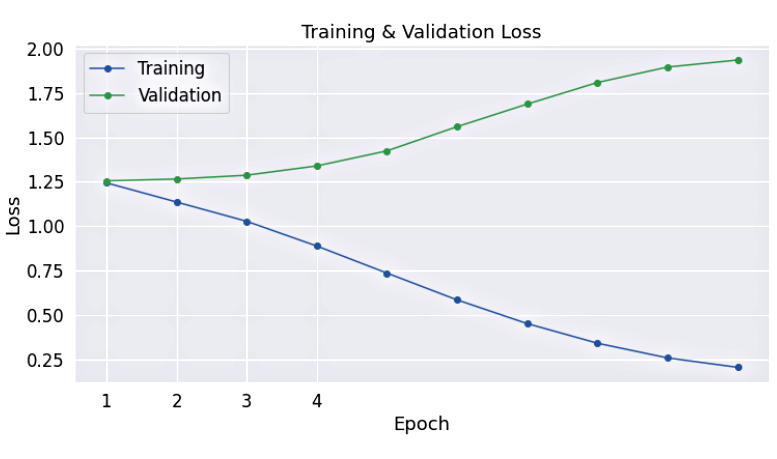 Training & Validation Loss
2.00
Training
Validation
1.75
1.50
1.25
1.00
0.75
0.50
0.25
Loss
1 2 3 4
Epoch